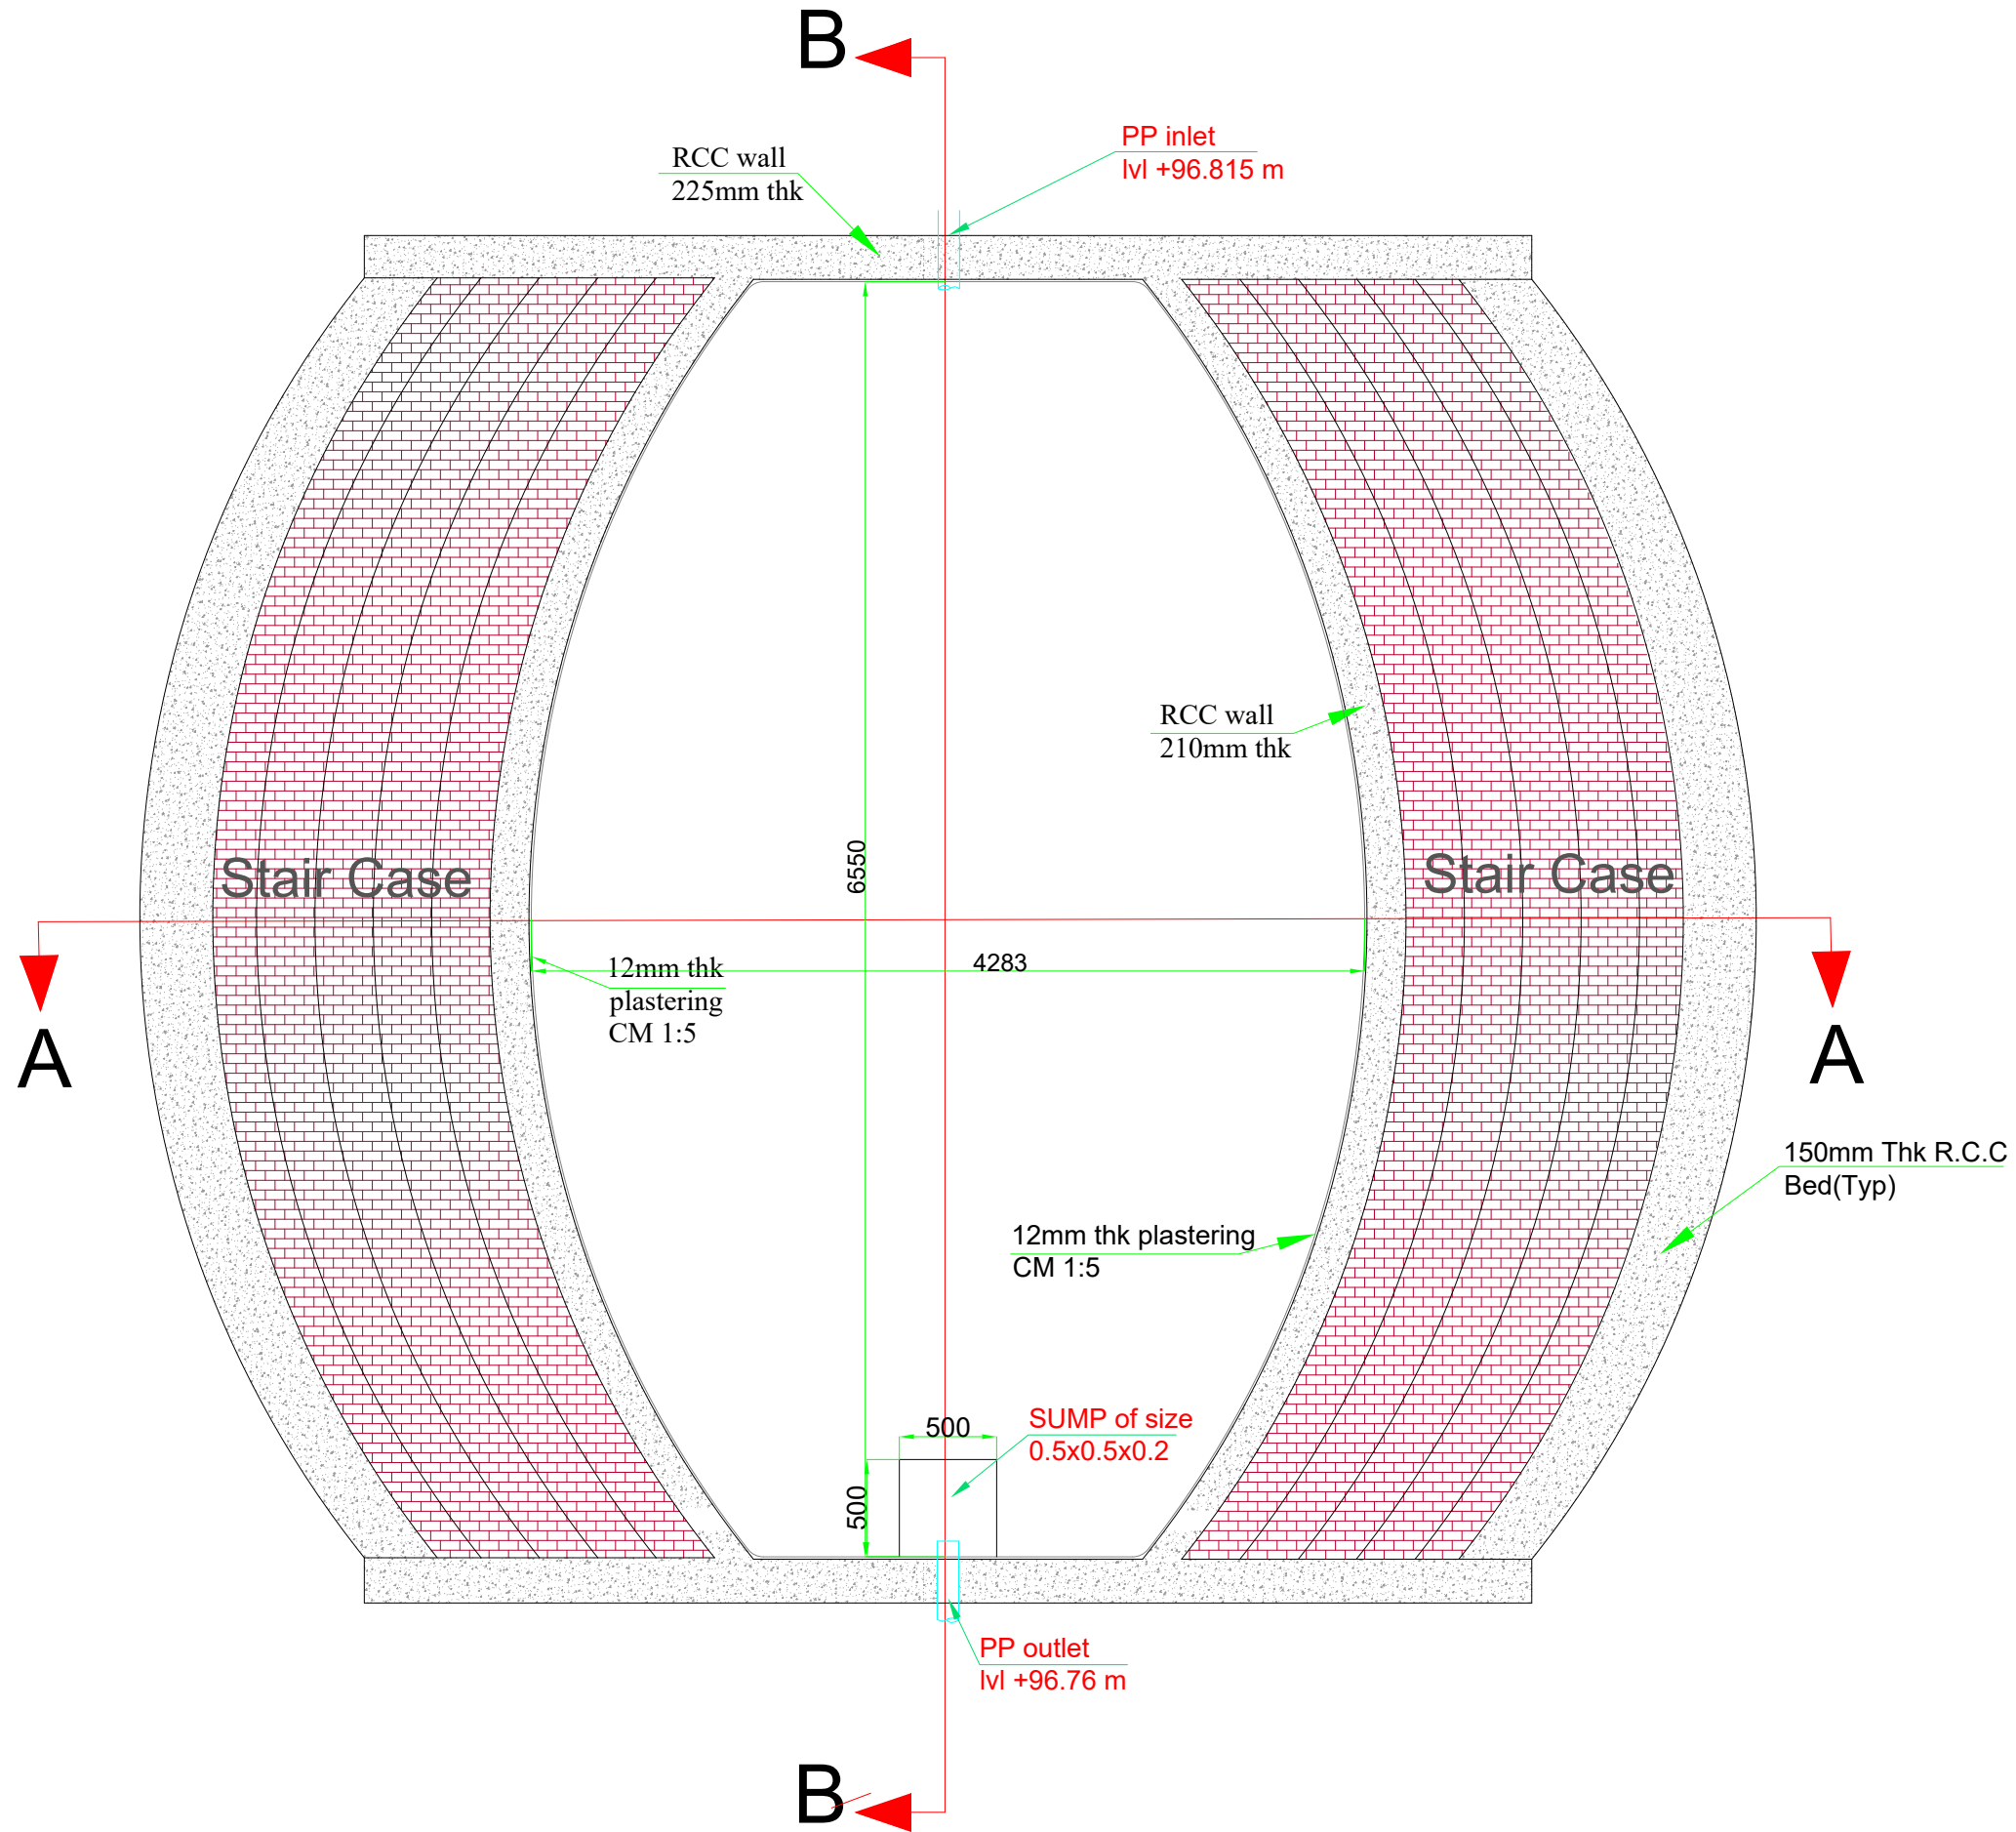 B
PP inlet
lvl +96.815 m
RCC wall
225mm thk
RCC wall
210mm thk
6550
Stair Case
Stair Case
4283
12mm thk
plastering
CM 1:5
A
A
150mm Thk R.C.C
Bed(Typ)
12mm thk plastering
CM 1:5
500
SUMP of size
0.5x0.5x0.2
500
PP outlet
lvl +96.76 m
B